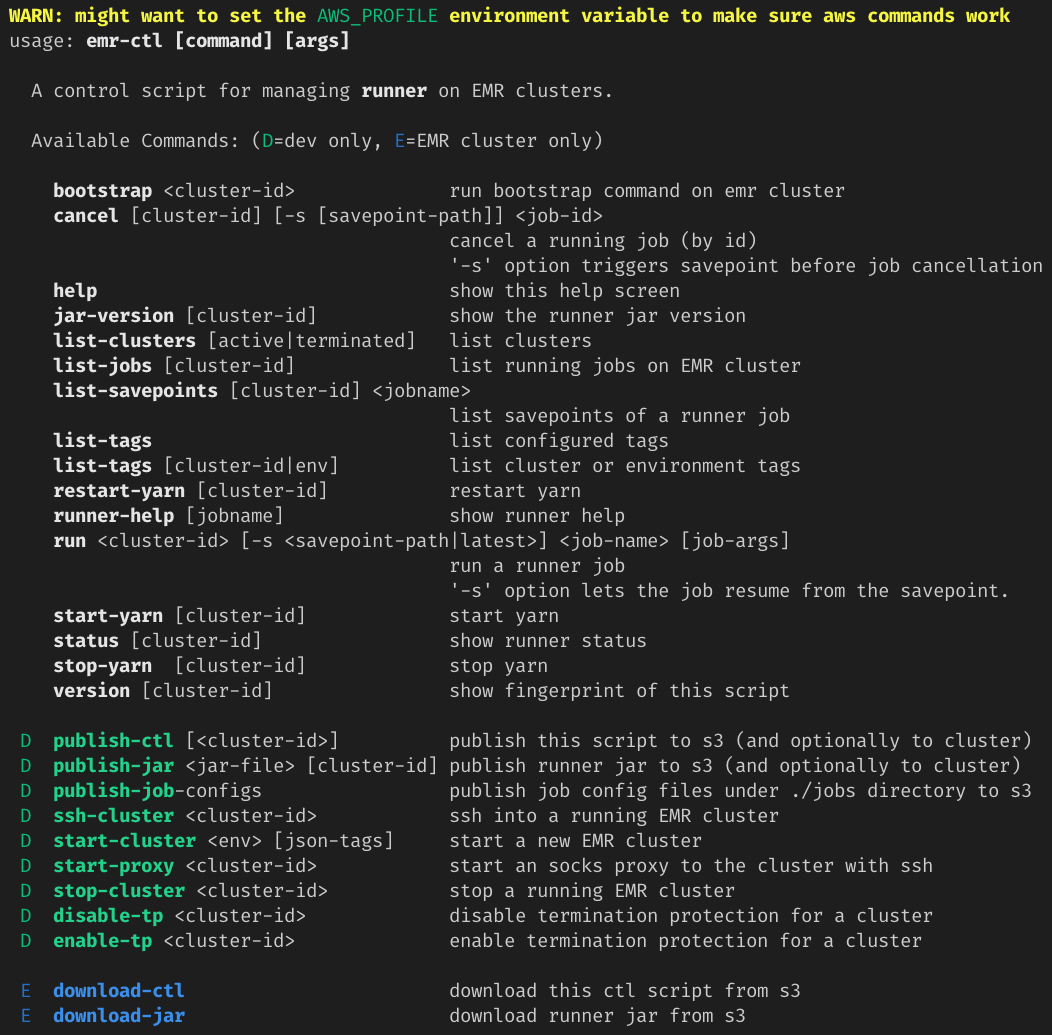 WARN: might want to set the AWS_PROFILE environment variable to make sure aws commands work
usage: emr-ctl [command] [args]
A control script for managing runner on EMR clusters.
Available Commands: (D=dev only, E=EMR cluster only)
bootstrap <cluster-id> run bootstrap command on emr cluster
cancel [cluster-id] [-s [savepoint-path]] <job-id>
cancel a running job (by id)
'-s' option triggers savepoint before job cancellation
help show this help screen
jar-version [cluster-id] show the runner jar version
list-clusters [active|terminated] list clusters
list-jobs [cluster-id] list running jobs on EMR cluster
list-savepoints [cluster-id] <jobname>
list savepoints of a runner job
list-tags list configured tags
list-tags [cluster-id|env] list cluster or environment tags
restart-yarn [cluster-id] restart yarn
runner-help [jobname] show runner help
run <cluster-id> [-s <savepoint-path|latest>] <job-name> [job-args]
run a runner job
'-s' option lets the job resume from the savepoint.
start-yarn [cluster-id] start yarn
status [cluster-id] show runner status
stop-yarn [cluster-id] stop yarn
version [cluster-id] show fingerprint of this script
D publish-ctl [<cluster-id>] publish this script to s3 (and optionally to cluster)
D publish-jar <jar-file> [cluster-id] publish runner jar to s3 (and optionally to cluster)
D publish-job-configs publish job config files under ./jobs directory to s3
D ssh-cluster <cluster-id> ssh into a running EMR cluster
D start-cluster <env> [json-tags] start a new EMR cluster
D start-proxy <cluster-id> start an socks proxy to the cluster with ssh
D stop-cluster <cluster-id> stop a running EMR cluster
D disable-tp <cluster-id> disable termination protection for a cluster
D enable-tp <cluster-id> enable termination protection for a cluster
E download-ctl download this ctl script from s3
E download-jar download runner jar from s3